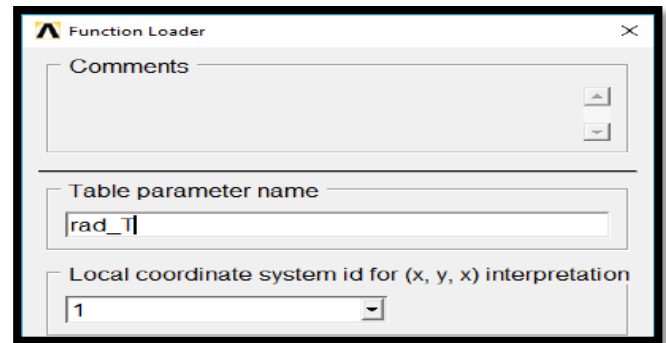 Function Loader
Comments
Table parameter name
rad_T
Local coordinate system id for (x, y, x) interpretation
1